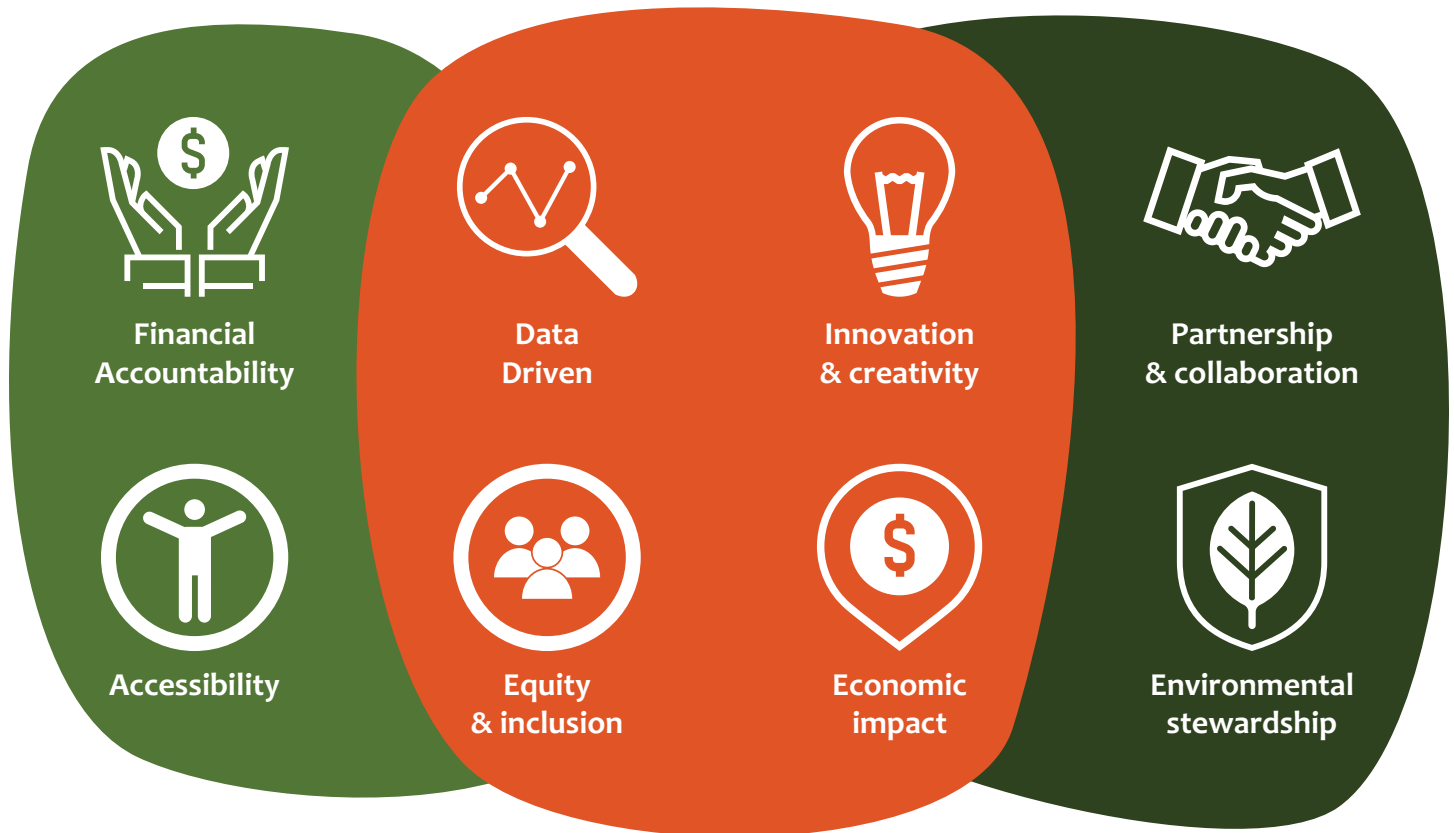 $
Financial
Accountability
Data
Driven
Innovation
& creativity
Partnership
& collaboration
Accessibility
Equity
& inclusion
$
Economic
impact
Environmental
stewardship